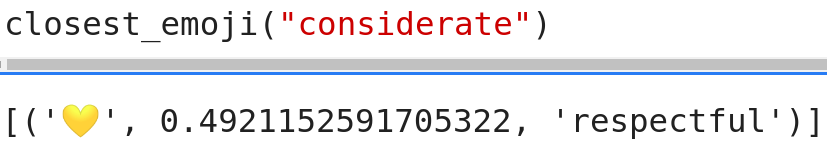 closest_emoji("considerate")
[('💛', 0.4921152591705322, 'respectful')]